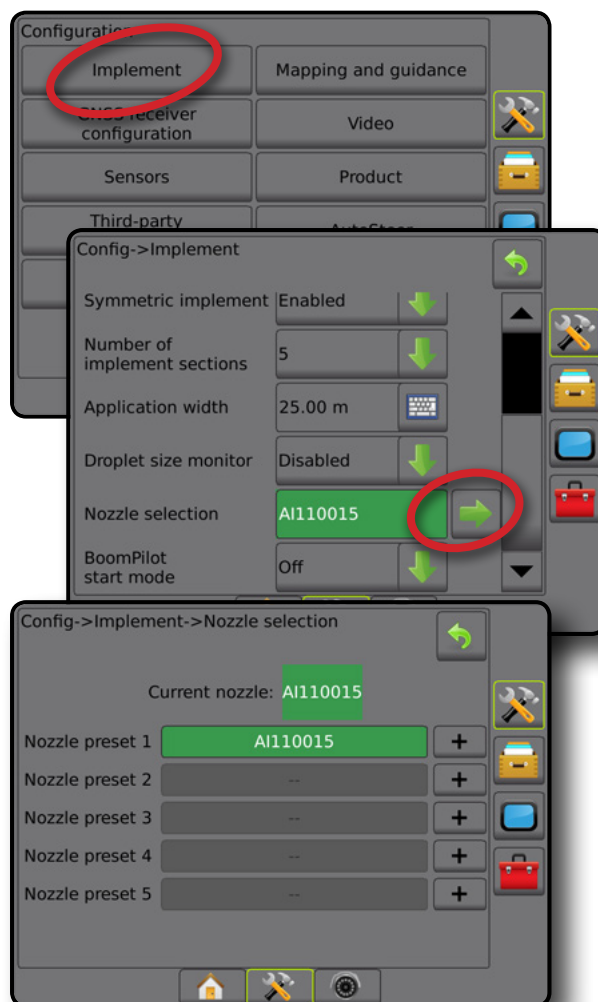 Configuration
Implement
Mapping and guidance
GNSS receiver
configuration
Video
Sensors
Product
Third-party
AutoSteer
Config->Implement
Symmetric implement
Enabled
Number of
implement sections
5
Application width
25.00 m
Droplet size monitor
Disabled
Nozzle selection
AI110015
BoomPilot
start mode
Off
Config->Implement->Nozzle selection
Current nozzle: AI110015
Nozzle preset 1
AI110015
+
Nozzle preset 2
--
+
Nozzle preset 3
--
+
Nozzle preset 4
--
+
Nozzle preset 5
--
+